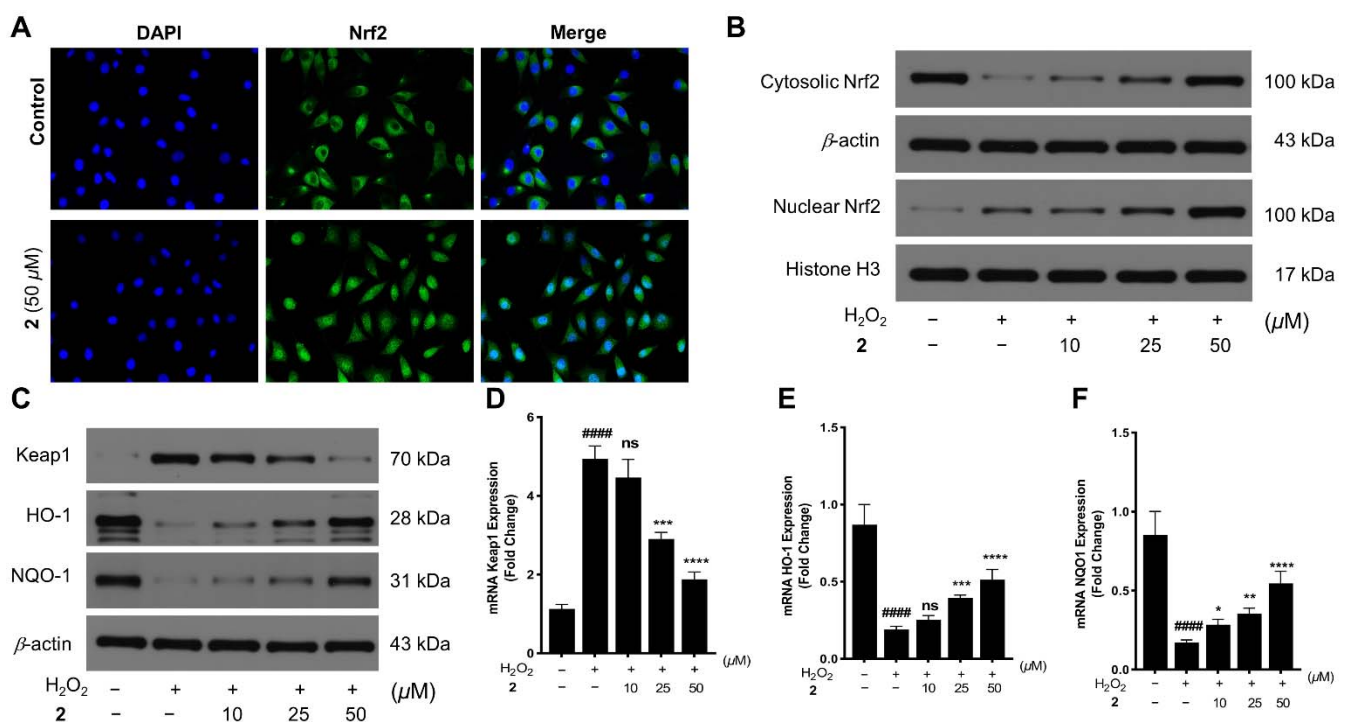 A
DAPI
Nrf2
Merge
Control
2 (50 µM)
B
Cytosolic Nrf2
100 kDa
β-actin
43 kDa
Nuclear Nrf2
100 kDa
Histone H3
17 kDa
H2O2 − + + + + (µM)
2 − − 10 25 50
C
Keap1
70 kDa
HO-1
28 kDa
NQO-1
31 kDa
β-actin
43 kDa
H2O2 − + + + + (µM)
2 − − 10 25 50
D
mRNA Keap1 Expression
(Fold Change)
6
4
2
0
####
ns
***
****
H2O2 − + + + + (µM)
2 − − 10 25 50
E
mRNA HO-1 Expression
(Fold Change)
1.5
1.0
0.5
0.0
####
ns
***
****
H2O2 − + + + + (µM)
2 − − 10 25 50
F
mRNA NQO1 Expression
(Fold Change)
1.5
1.0
0.5
0.0
####
*
**
****
H2O2 − + + + + (µM)
2 − − 10 25 50